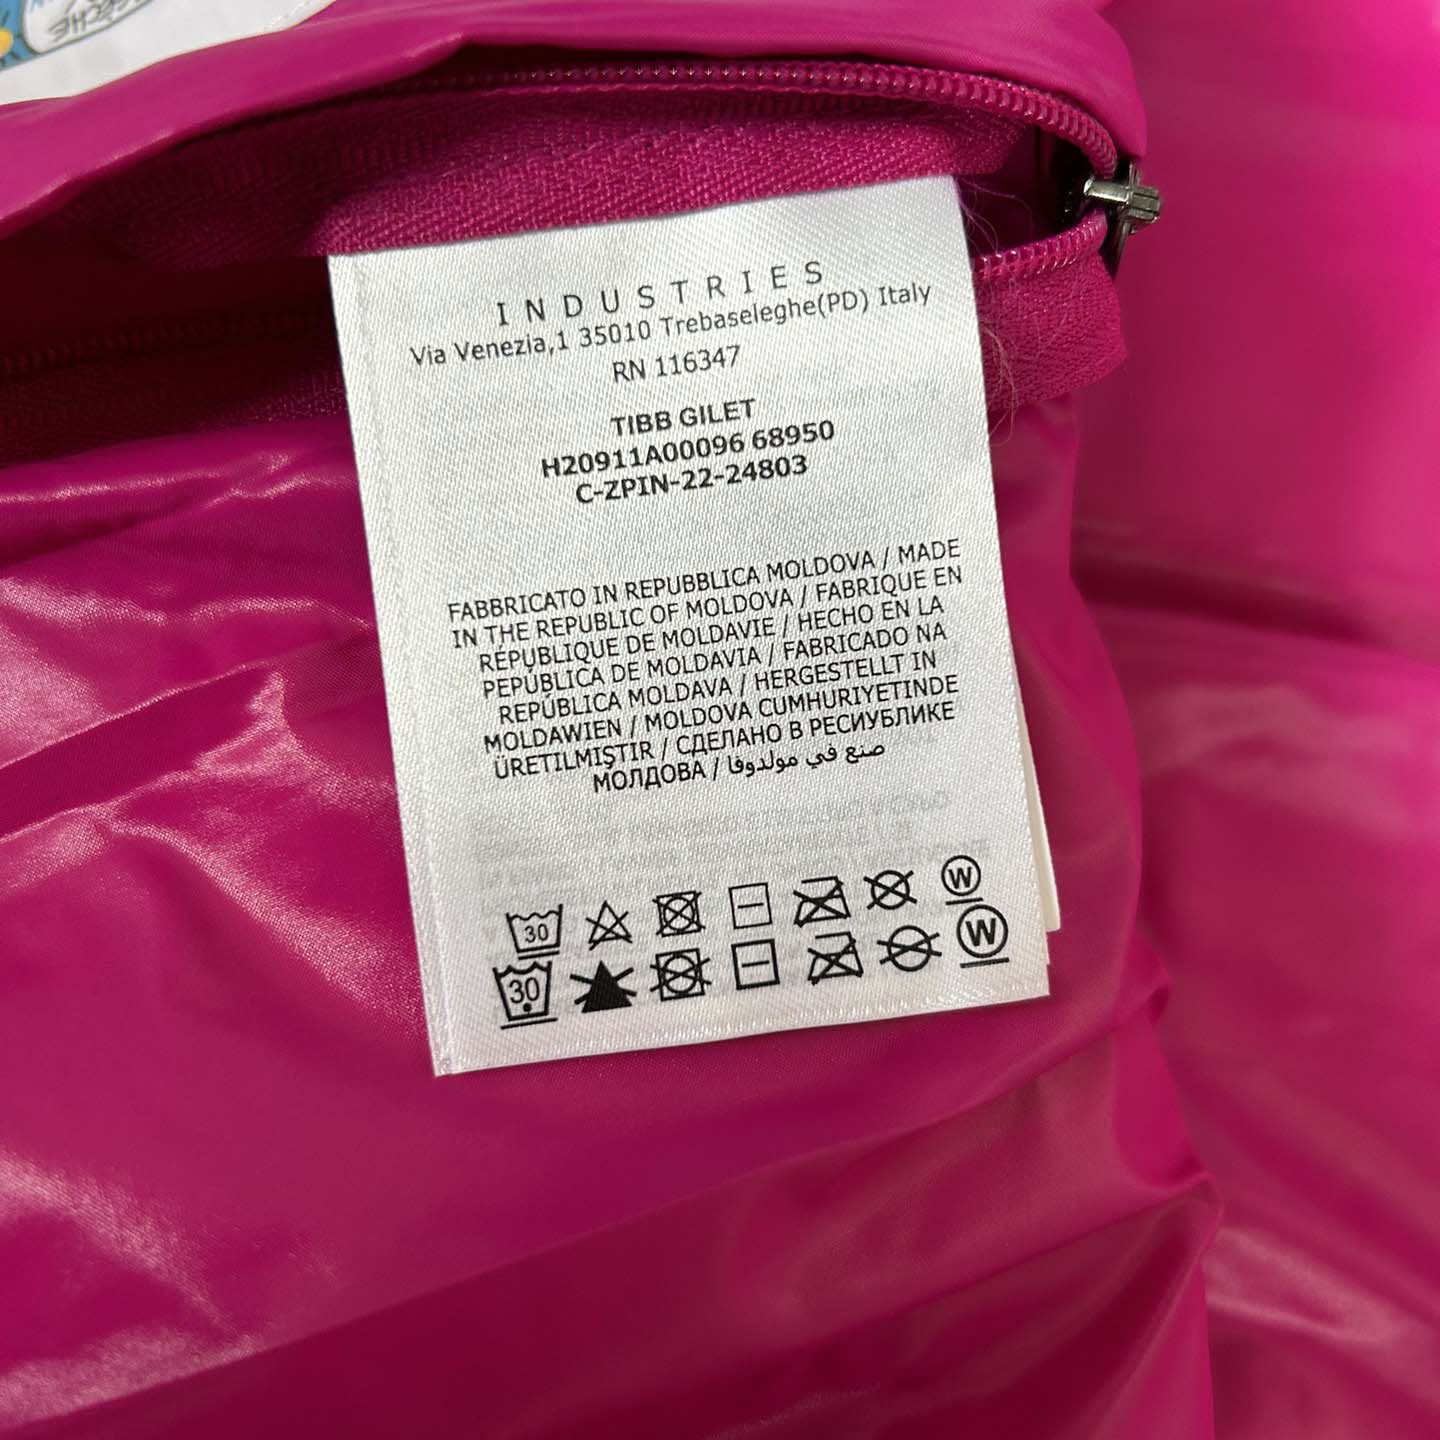 INDUSTRIES
Via Venezia,1 35010 Trebaseleghe(PD) Italy
RN 116347
TIBB GILET
H20911A00096 68950
C-ZPIN-22-24803
FABBRICATO IN REPUBBLICA MOLDOVA / MADE
IN THE REPUBLIC OF MOLDOVA / FABRIQUE EN
RÉPUBLIQUE DE MOLDAVIE / HECHO EN LA
PEPÚBLICA DE MOLDAVIA / FABRICADO NA
REPÚBLICA MOLDAVA / HERGESTELLT IN
MOLDAWIEN / MOLDOVA CUMHURIYETINDE
ÜRETILMIŞTIR / СДЕЛАНО В РЕСИУБЛИКЕ
МОЛДОВА / صنع في مولدوفا
30 W
30 W